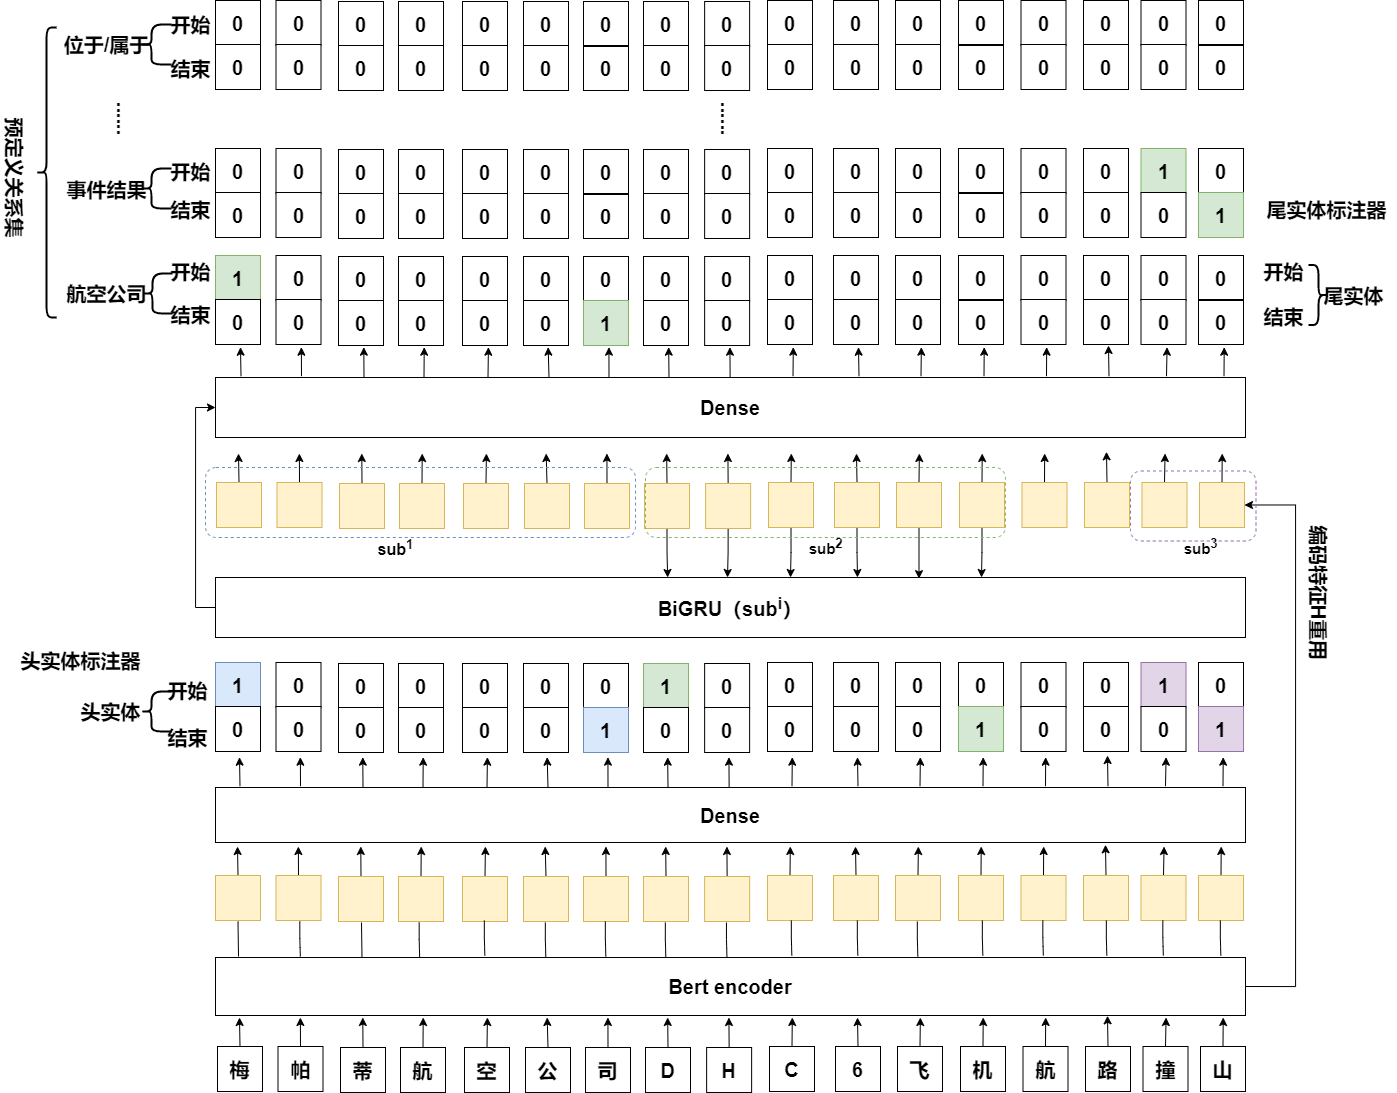 开始 0 0 0 0 0 0 0 0 0 0 0 0 0 0 0 0 0
位于/属于
结束 0 0 0 0 0 0 0 0 0 0 0 0 0 0 0 0 0
预定义关系集
开始 0 0 0 0 0 0 0 0 0 0 0 0 0 0 0 1 0
事件结果
结束 0 0 0 0 0 0 0 0 0 0 0 0 0 0 0 0 1
尾实体标注器
开始 1 0 0 0 0 0 0 0 0 0 0 0 0 0 0 0 0 开始
航空公司
尾实体
结束 0 0 0 0 0 0 1 0 0 0 0 0 0 0 0 0 0 结束
Dense
sub1 sub2 sub3
编码特征H重用
BiGRU（subi）
头实体标注器
开始 1 0 0 0 0 0 0 1 0 0 0 0 0 0 0 1 0
头实体
结束 0 0 0 0 0 0 1 0 0 0 0 0 1 0 0 0 1
Dense
Bert encoder
梅 帕 蒂 航 空 公 司 D H C 6 飞 机 航 路 撞 山